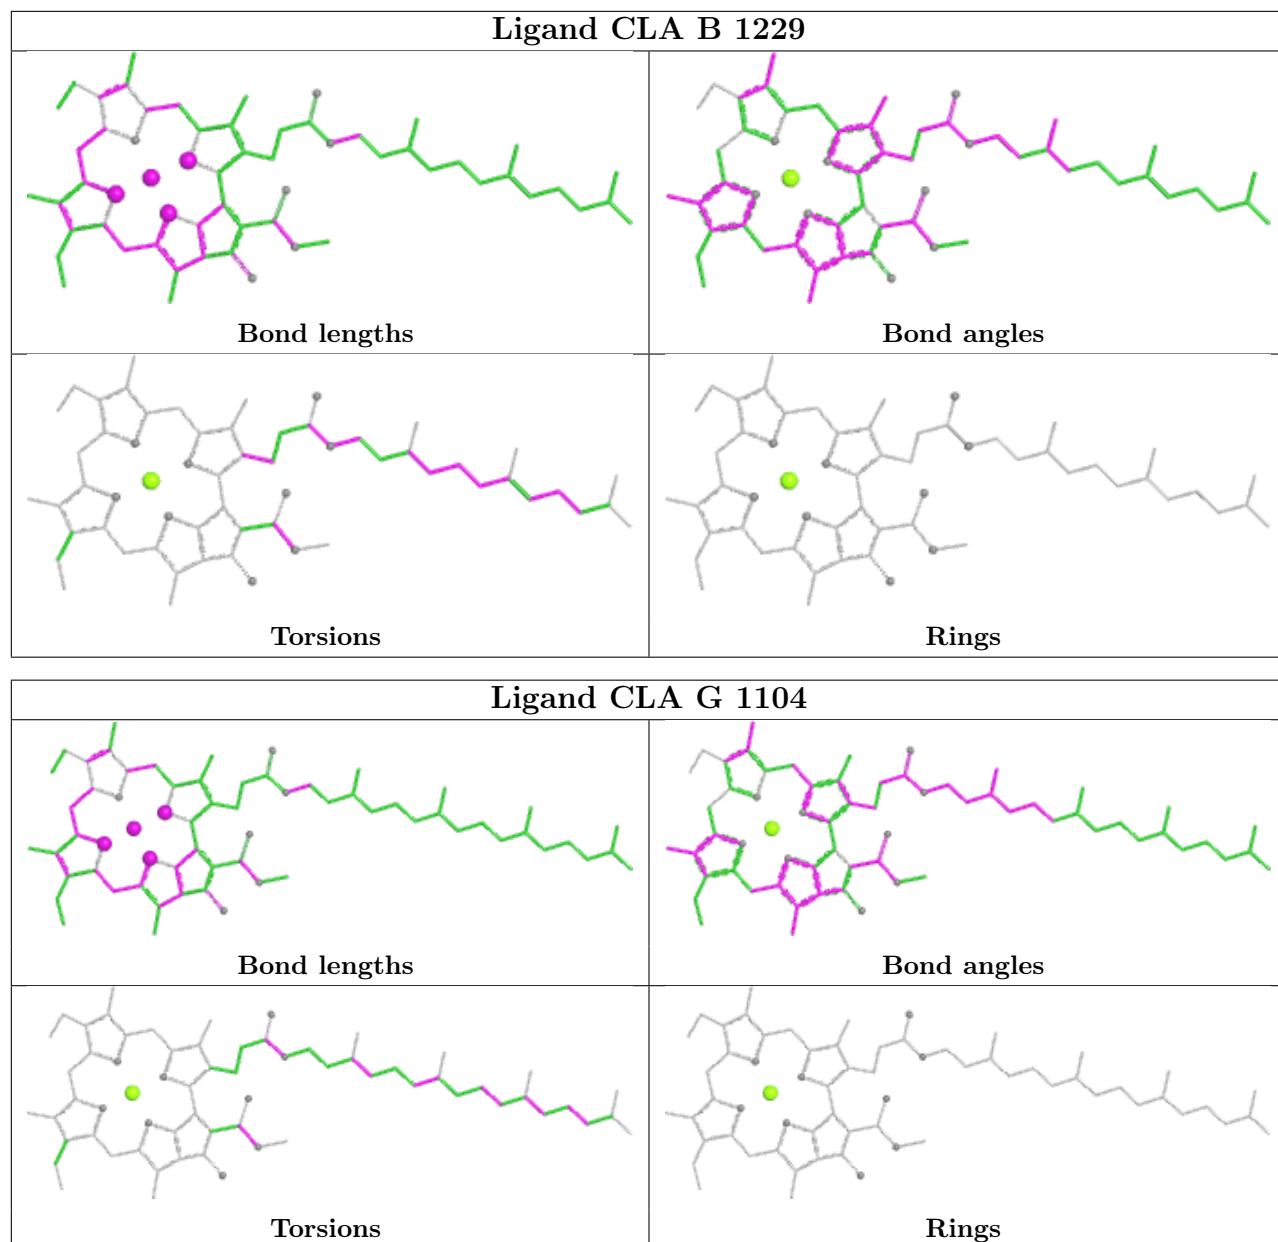 Ligand CLA B 1229
Bond lengths
Bond angles
Torsions
Rings
Ligand CLA G 1104
Bond lengths
Bond angles
Torsions
Rings